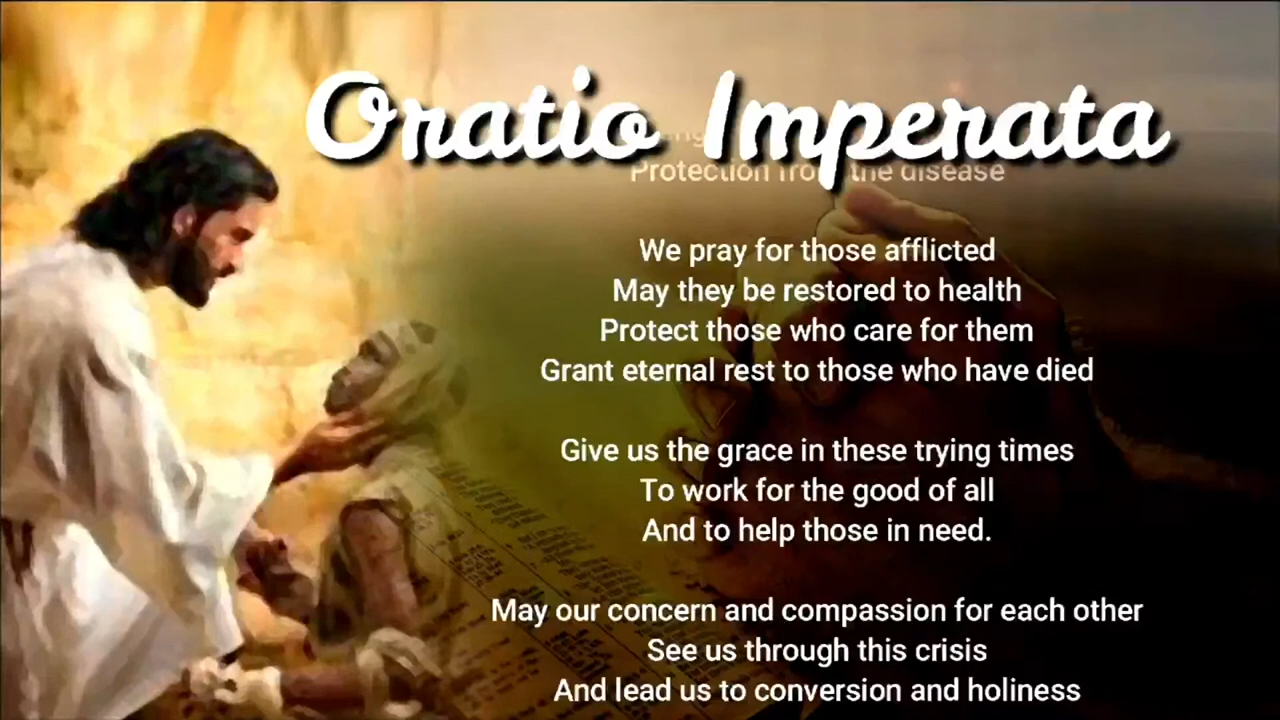 Oratio Imperata
Protection from the disease
We pray for those afflicted
May they be restored to health
Protect those who care for them
Grant eternal rest to those who have died
Give us the grace in these trying times
To work for the good of all
And to help those in need.
May our concern and compassion for each other
See us through this crisis
And lead us to conversion and holiness